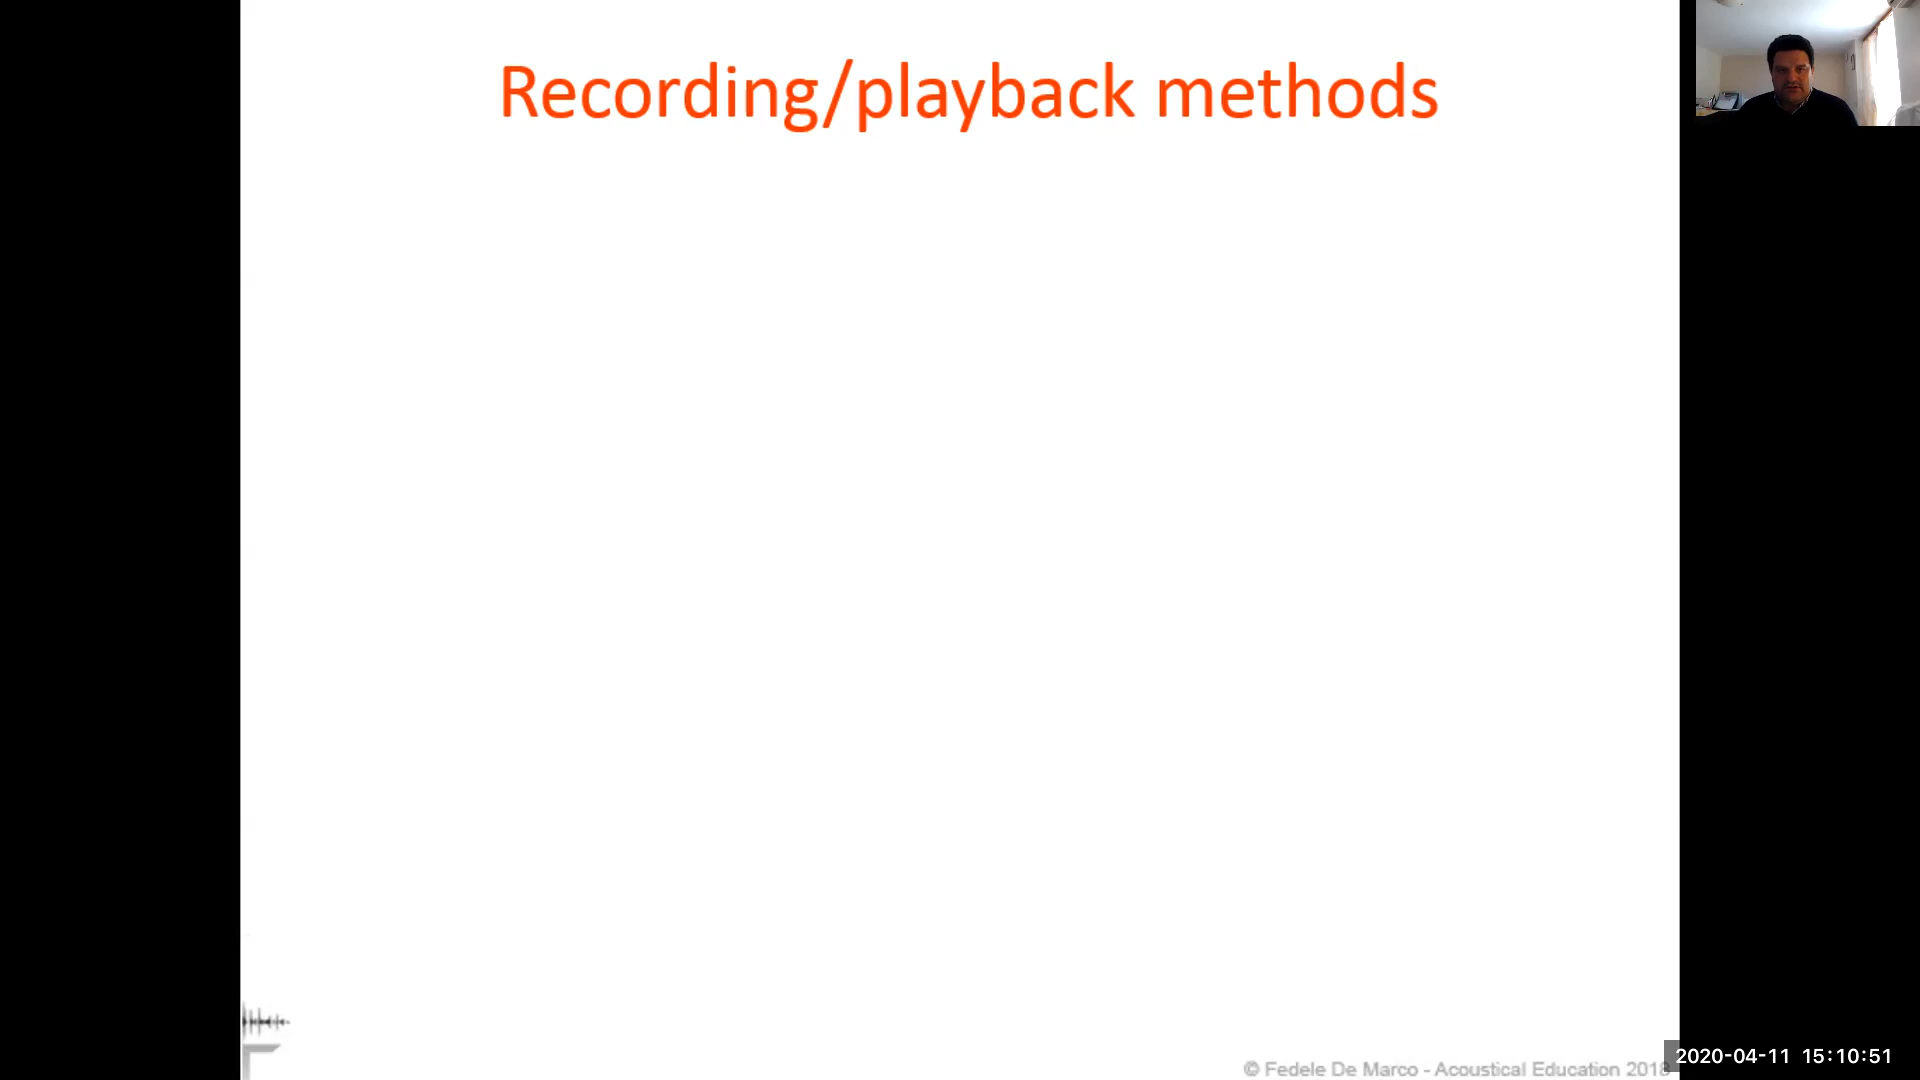 Recording/playback methods
© Fedele De Marco - Acoustical Education 2018
2020-04-11 15:10:51